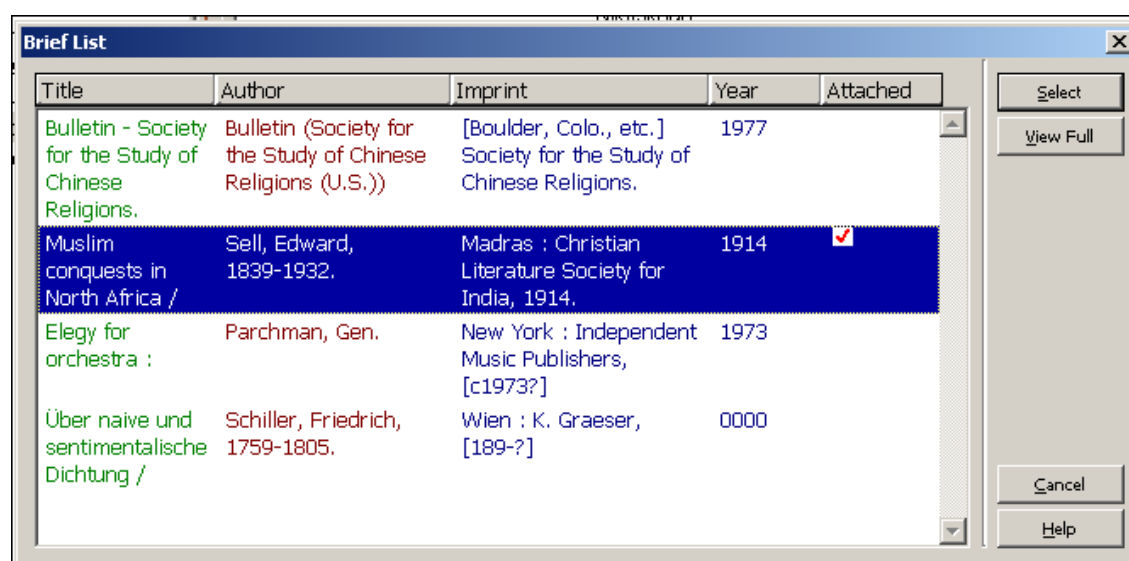 Brief List
Title Author Imprint Year Attached
Select
View Full
Bulletin - Society Bulletin (Society for [Boulder, Colo., etc.] 1977
for the Study of the Study of Chinese Society for the Study of
Chinese Religions (U.S.)) Chinese Religions.
Religions.
Muslim Sell, Edward, Madras : Christian 1914
conquests in 1839-1932. Literature Society for
North Africa / India, 1914.
Elegy for Parchman, Gen. New York : Independent 1973
orchestra : Music Publishers,
[c1973?]
Über naive und Schiller, Friedrich, Wien : K. Graeser, 0000
sentimentalische 1759-1805. [189-?]
Dichtung /
Cancel
Help